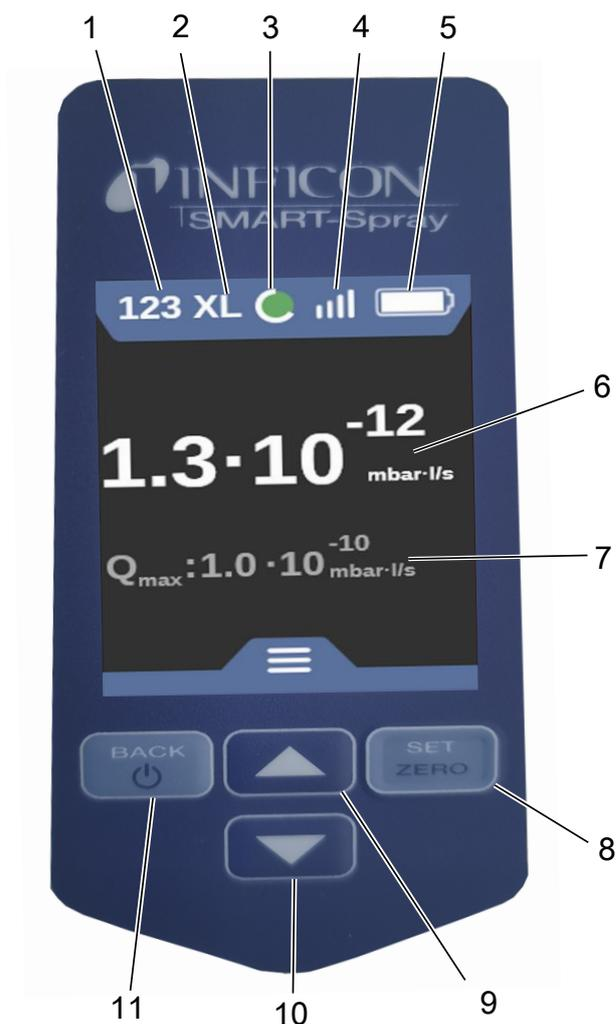 1 2 3 4 5
INFICON
SMART-Spray
123 XL
1.3·10⁻¹²
mbar·l/s
6
Qmax:1.0 ·10⁻¹⁰
mbar·l/s
7
BACK
SET
ZERO
8
9
10
11